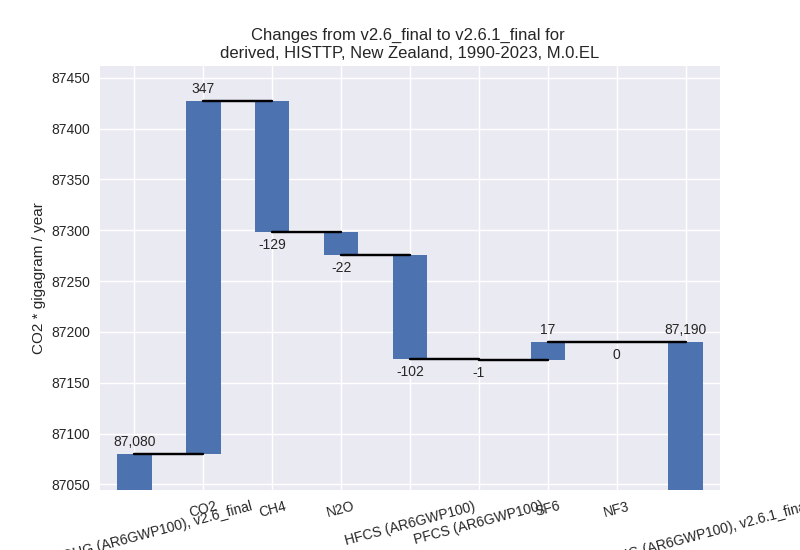 Changes from v2.6_final to v2.6.1_final for
derived, HISTTP, New Zealand, 1990-2023, M.0.EL
CO2 * gigagram / year
87450
87400
87350
87300
87250
87200
87150
87100
87050
87,080
347
-129
-22
-102
-1
17
0
87,190
(AR6GWP100), v2.6_final
CO2
CH4
N2O
HFCS (AR6GWP100)
PFCS (AR6GWP100)
SF6
NF3
(AR6GWP100), v2.6.1_fina